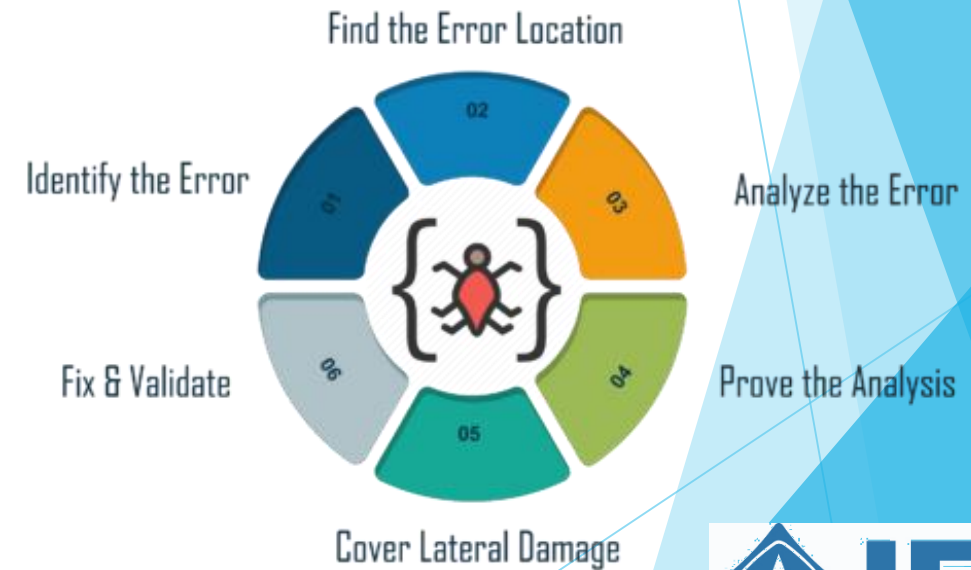 Find the Error Location
02
Identify the Error
01
03
Analyze the Error
Fix & Validate
06
04
Prove the Analysis
05
Cover Lateral Damage